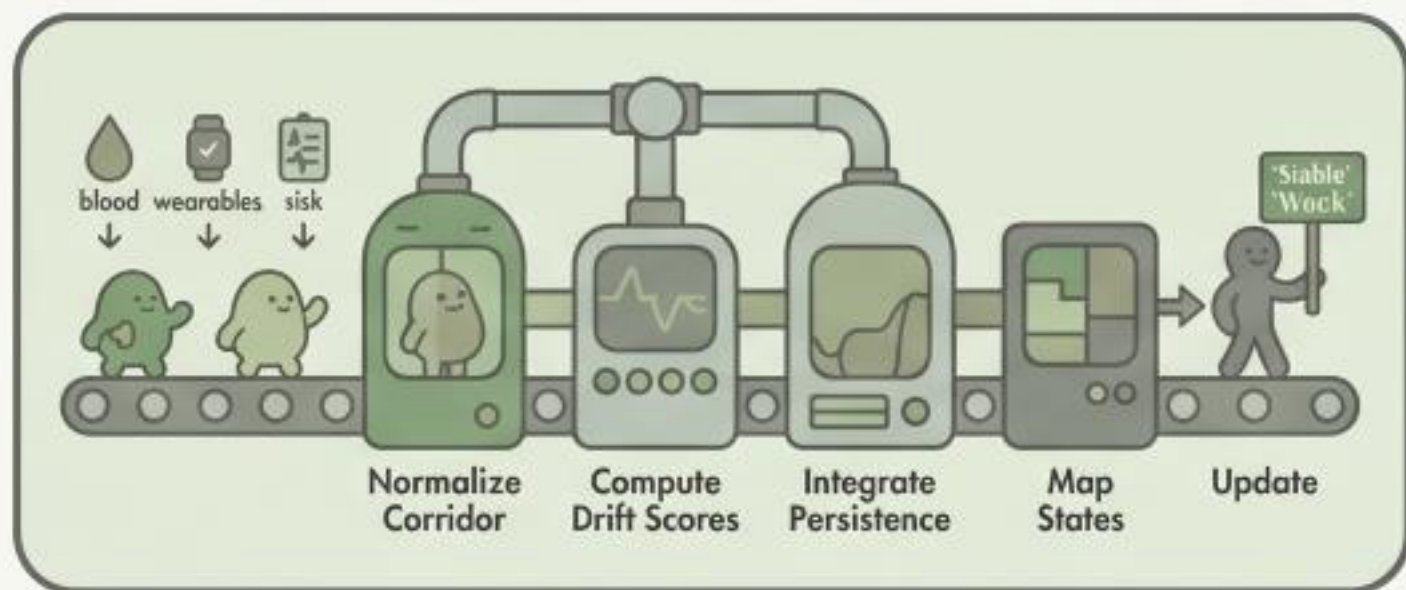 blood wearables sisk
'Siable'
'Wock'
Normalize
Corridor
Compute
Drift Scores
Integrate
Persistence
Map
States
Update